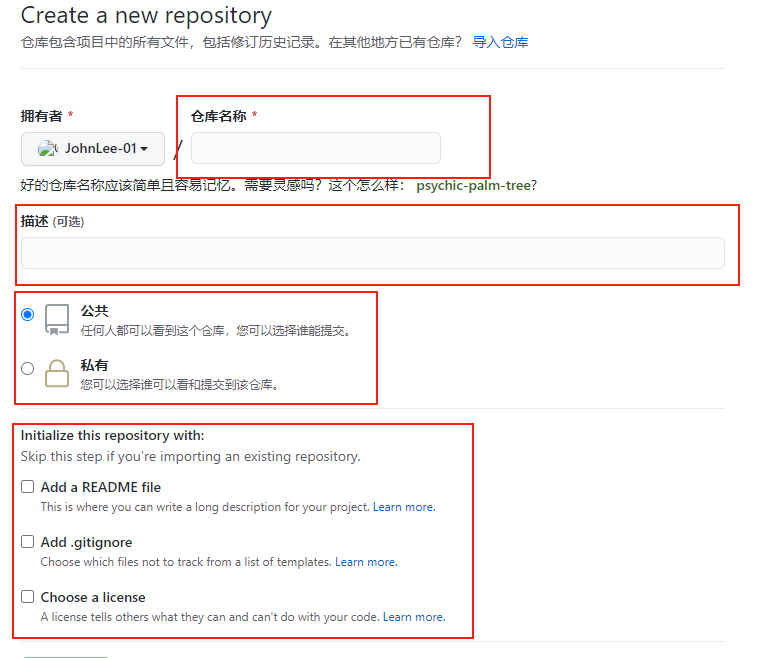 Create a new repository
仓库包含项目中的所有文件，包括修订历史记录。在其他地方已有仓库？ 导入仓库
拥有者 * 仓库名称 *
JohnLee-01 /
好的仓库名称应该简单且容易记忆。需要灵感吗？这个怎么样： psychic-palm-tree?
描述 (可选)
公共
任何人都可以看到这个仓库，您可以选择谁能提交。
私有
您可以选择谁可以看和提交到该仓库。
Initialize this repository with:
Skip this step if you’re importing an existing repository.
Add a README file
This is where you can write a long description for your project. Learn more.
Add .gitignore
Choose which files not to track from a list of templates. Learn more.
Choose a license
A license tells others what they can and can't do with your code. Learn more.